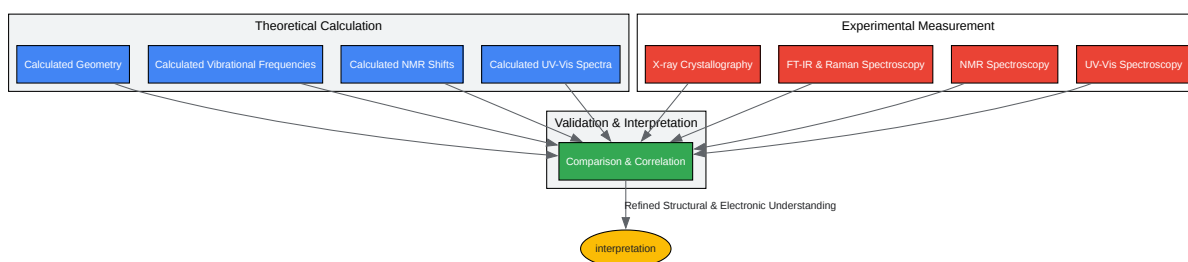 Theoretical Calculation
Experimental Measurement
Calculated Geometry
Calculated Vibrational Frequencies
Calculated NMR Shifts
Calculated UV-Vis Spectra
X-ray Crystallography
FT-IR & Raman Spectroscopy
NMR Spectroscopy
UV-Vis Spectroscopy
Validation & Interpretation
Comparison & Correlation
Refined Structural & Electronic Understanding
interpretation